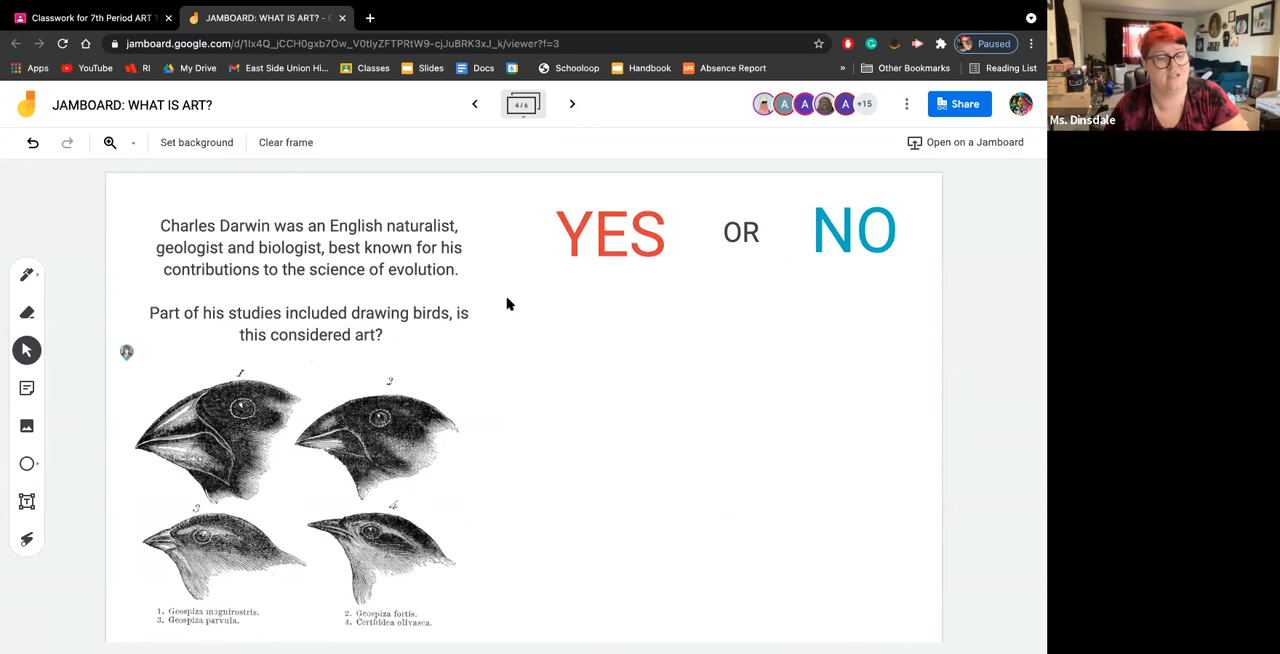 Classwork for 7th Period ART 1
JAMBOARD: WHAT IS ART? -
jamboard.google.com/d/1Ix4Q_jCCH0gxb7Ow_V0tlyZFTPRtW9-cjJuBRK3xJ_k/viewer?f=3
Paused
Apps YouTube RI My Drive East Side Union Hi... Classes Slides Docs Schooloop Handbook Absence Report » Other Bookmarks Reading List
JAMBOARD: WHAT IS ART?
4/6
A A A +15
Share
Set background Clear frame
Open on a Jamboard
Ms. Dinsdale
Charles Darwin was an English naturalist,
geologist and biologist, best known for his
contributions to the science of evolution.
Part of his studies included drawing birds, is
this considered art?
YES OR NO
1 2
3 4
1. Geospiza magnirostris. 2. Geospiza fortis.
3. Geospiza parvula. 4. Certhidea olivasea.